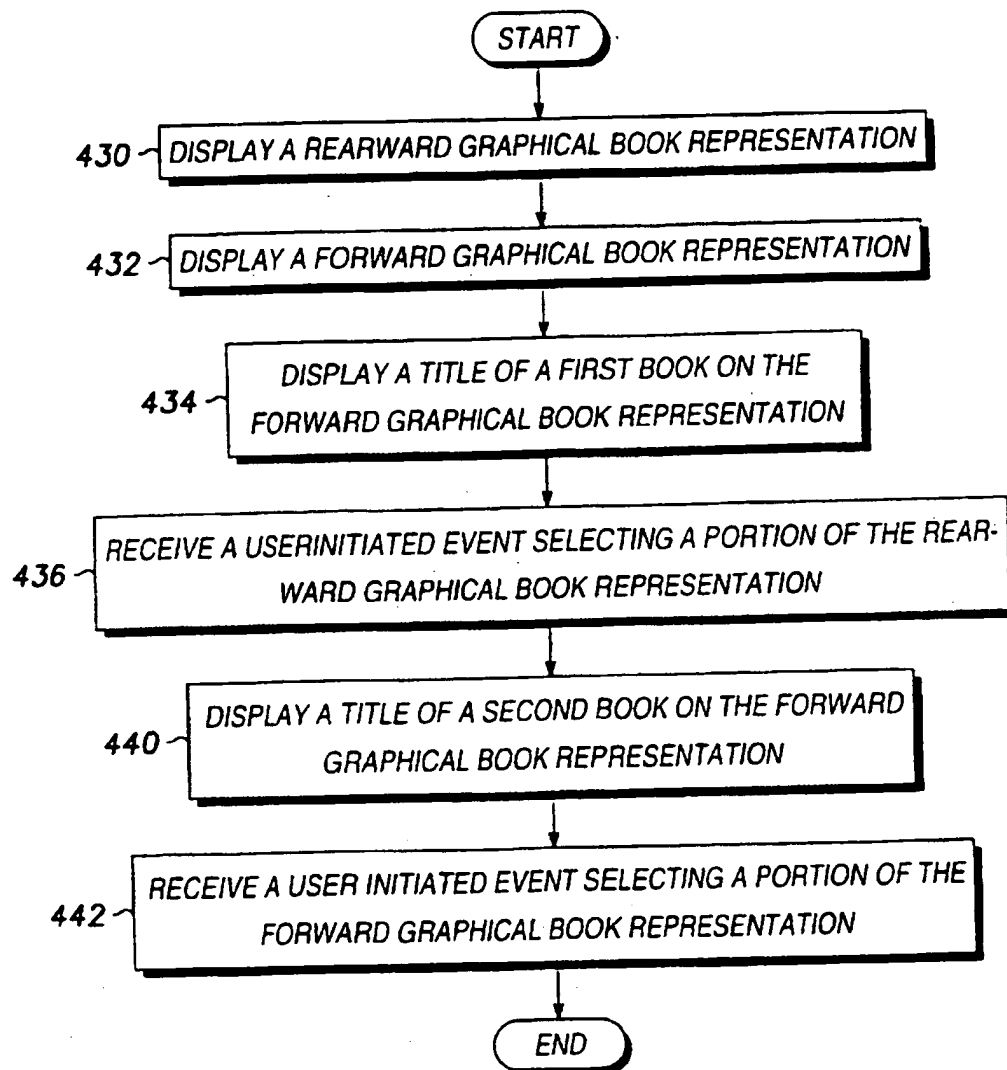 START
430 DISPLAY A REARWARD GRAPHICAL BOOK REPRESENTATION
432 DISPLAY A FORWARD GRAPHICAL BOOK REPRESENTATION
DISPLAY A TITLE OF A FIRST BOOK ON THE
434 FORWARD GRAPHICAL BOOK REPRESENTATION
RECEIVE A USERINITIATED EVENT SELECTING A PORTION OF THE REAR-
436 WARD GRAPHICAL BOOK REPRESENTATION
DISPLAY A TITLE OF A SECOND BOOK ON THE FORWARD
440 GRAPHICAL BOOK REPRESENTATION
RECEIVE A USER INITIATED EVENT SELECTING A PORTION OF THE
442 FORWARD GRAPHICAL BOOK REPRESENTATION
END